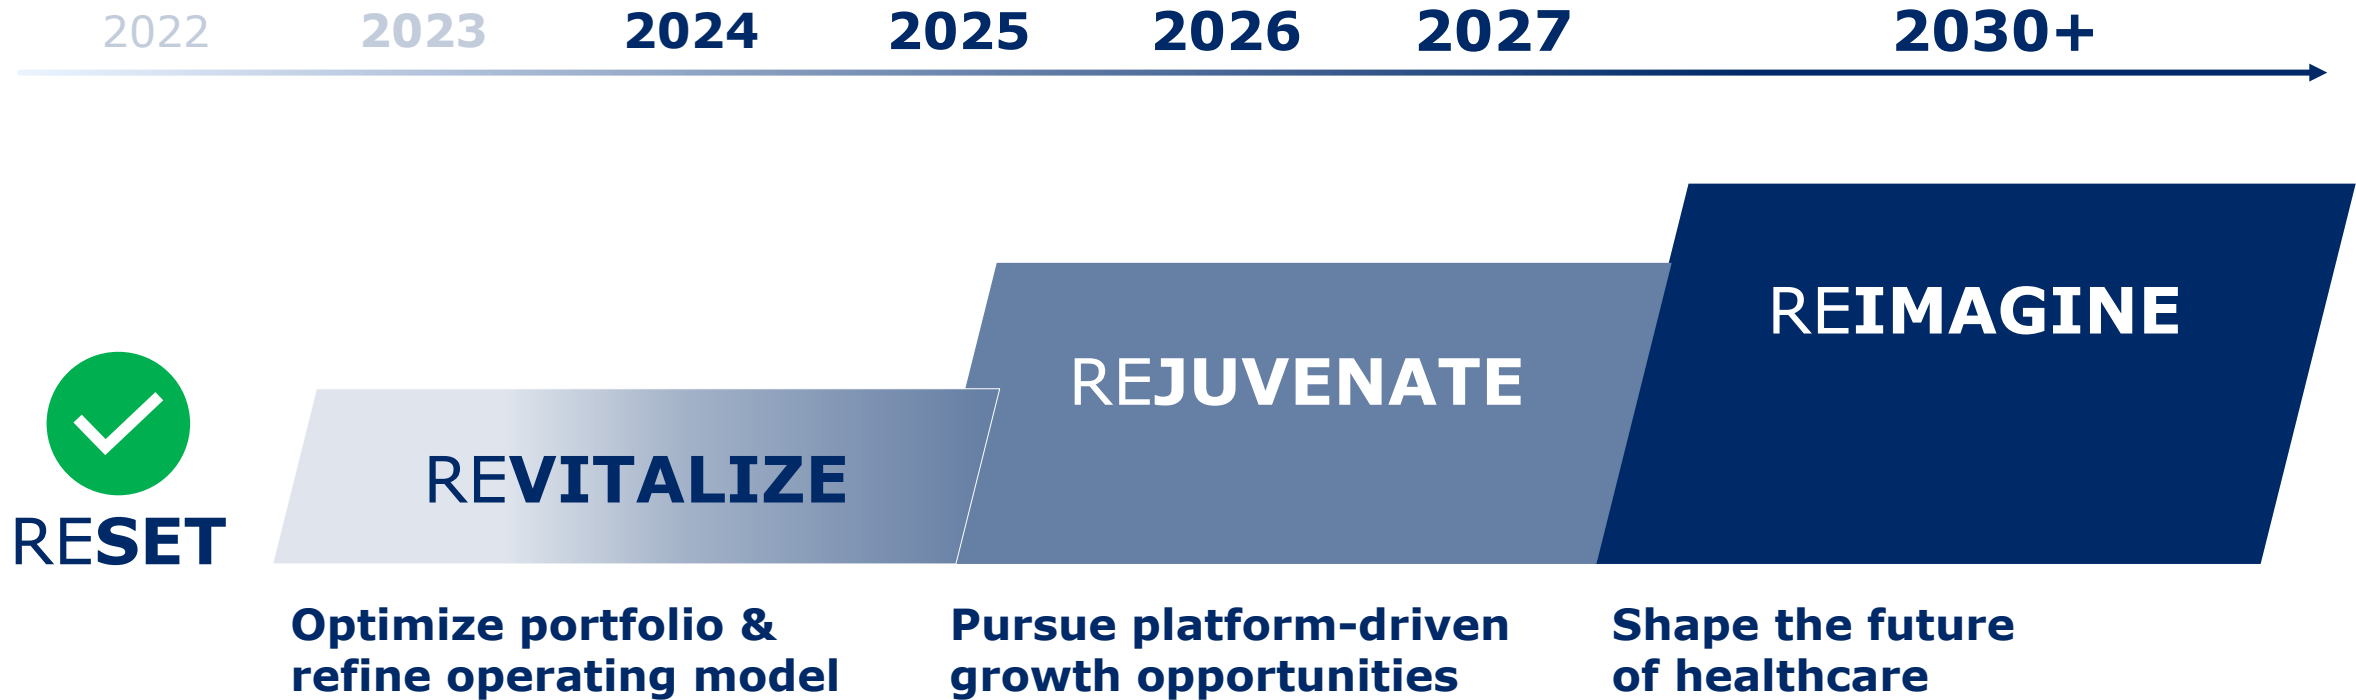 2022 2023 2024 2025 2026 2027 2030+
REIMAGINE
REJUVENATE
REVITALIZE
RESET
Optimize portfolio &
refine operating model
Pursue platform-driven
growth opportunities
Shape the future
of healthcare